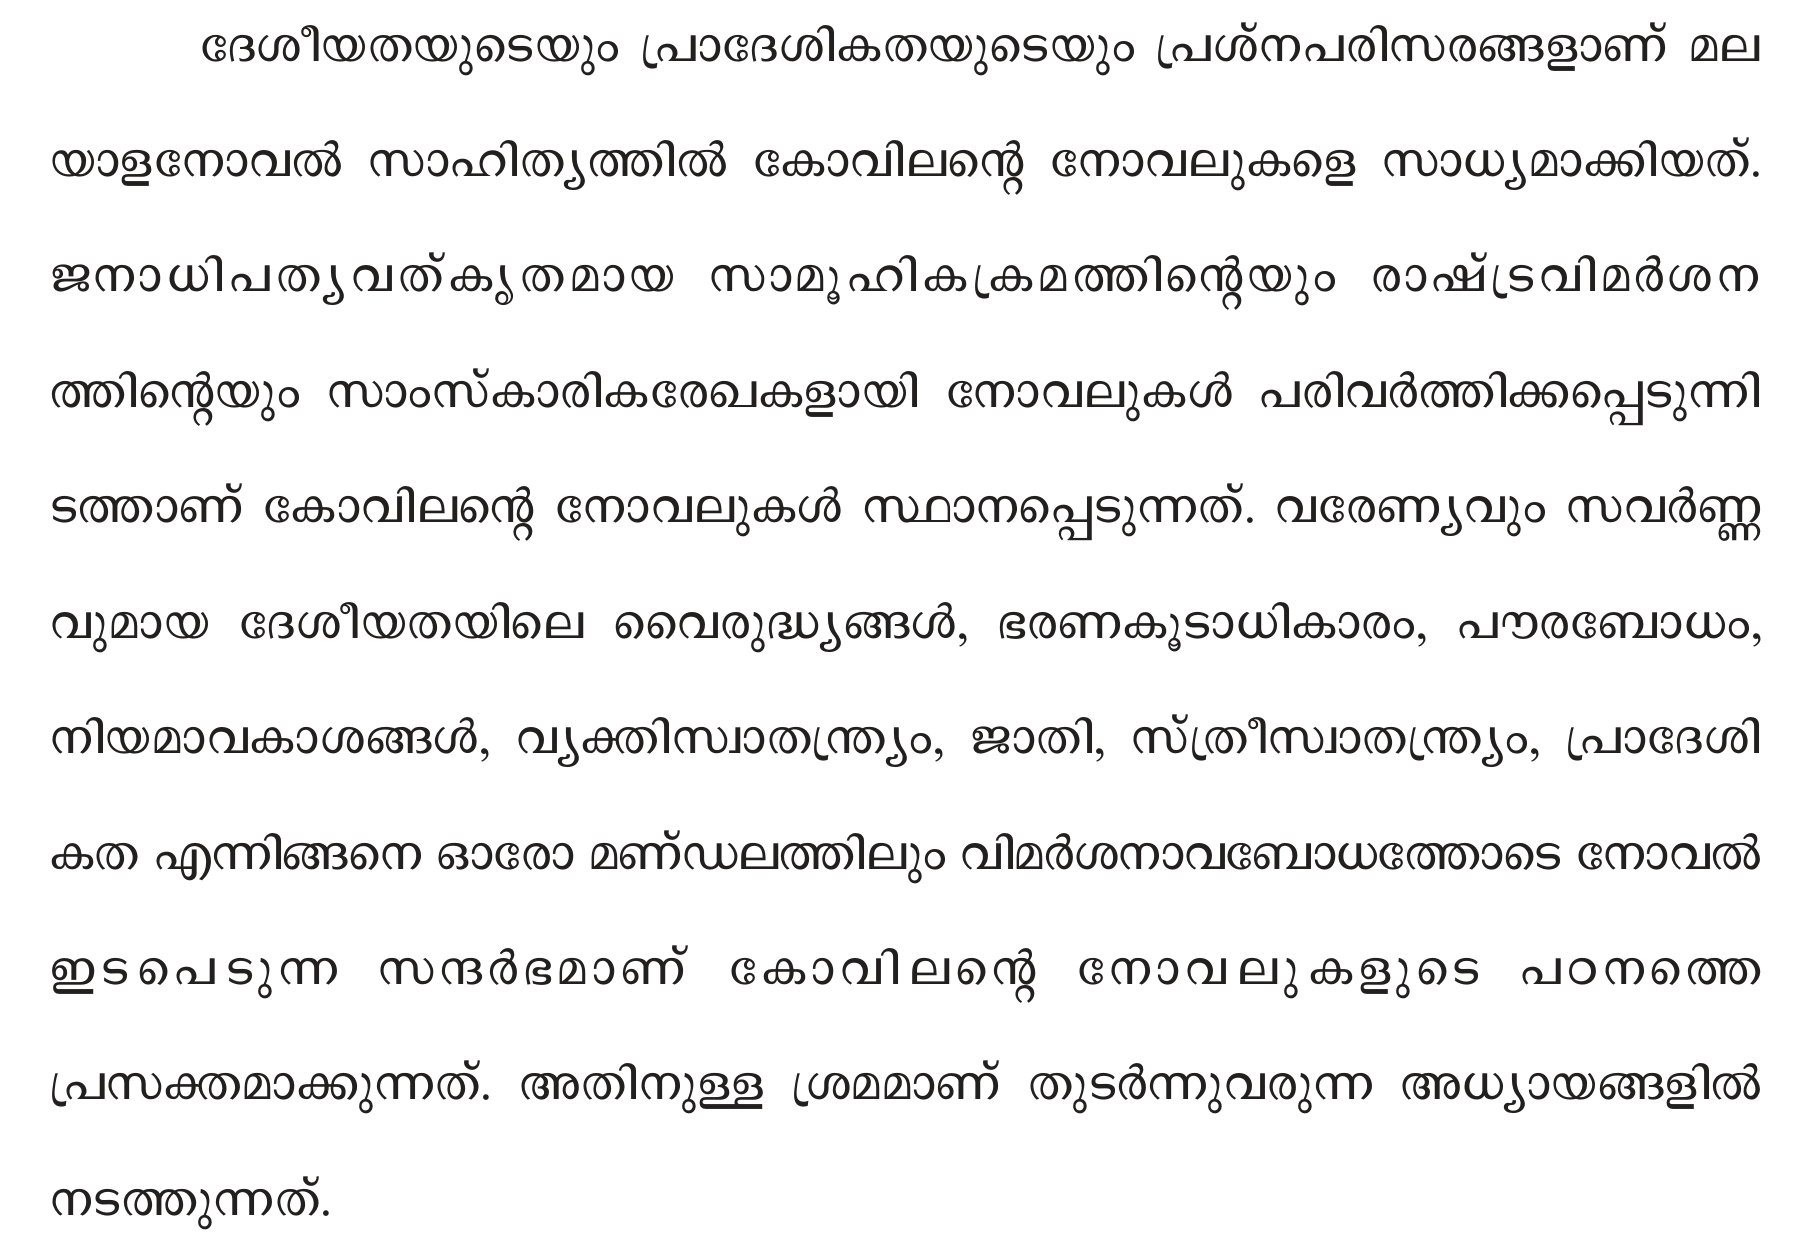 ദേശീയതയുടെയും പ്രാദേശികതയുടെയും പ്രശ്നപരിസരങ്ങളാണ് മല
യാളനോവൽ സാഹിത്യത്തിൽ കോവിലന്റെ നോവലുകളെ സാധ്യമാക്കിയത്.
ജനാധിപത്യവത്കൃതമായ സാമൂഹികക്രമത്തിന്റെയും രാഷ്ട്രവിമർശന
ത്തിന്റെയും സാംസ്കാരികരേഖകളായി നോവലുകൾ പരിവർത്തിക്കപ്പെടുന്നി
ടത്താണ് കോവിലന്റെ നോവലുകൾ സ്ഥാനപ്പെടുന്നത്. വരേണ്യവും സവർണ്ണ
വുമായ ദേശീയതയിലെ വൈരുദ്ധ്യങ്ങൾ, ഭരണകൂടാധികാരം, പൗരബോധം,
നിയമാവകാശങ്ങൾ, വ്യക്തിസ്വാതന്ത്ര്യം, ജാതി, സ്ത്രീസ്വാതന്ത്ര്യം, പ്രാദേശി
കത എന്നിങ്ങനെ ഓരോ മണ്ഡലത്തിലും വിമർശനാവബോധത്തോടെ നോവൽ
ഇടപെടുന്ന സന്ദർഭമാണ് കോവിലന്റെ നോവലുകളുടെ പഠനത്തെ
പ്രസക്തമാക്കുന്നത്. അതിനുള്ള ശ്രമമാണ് തുടർന്നുവരുന്ന അധ്യായങ്ങളിൽ
നടത്തുന്നത്.